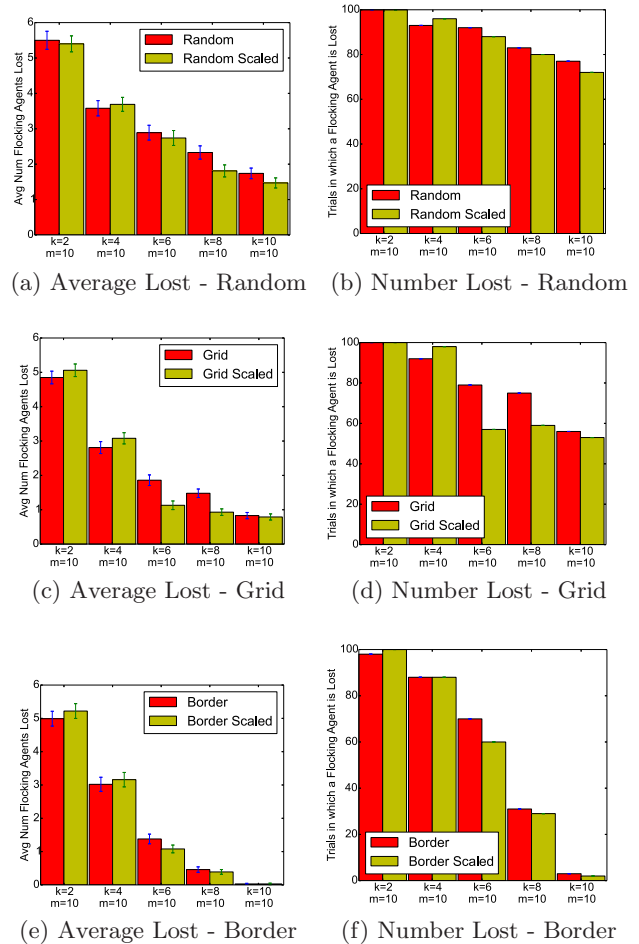 6
5
4
3
2
1
0
Avg Num Flocking Agents Lost
Random
Random Scaled
k=2 k=4 k=6 k=8 k=10
m=10 m=10 m=10 m=10 m=10
(a) Average Lost - Random
100
80
60
40
20
0
Trials in which a Flocking Agent is Lost
Random
Random Scaled
k=2 k=4 k=6 k=8 k=10
m=10 m=10 m=10 m=10 m=10
(b) Number Lost - Random
6
5
4
3
2
1
0
Avg Num Flocking Agents Lost
Grid
Grid Scaled
k=2 k=4 k=6 k=8 k=10
m=10 m=10 m=10 m=10 m=10
(c) Average Lost - Grid
100
80
60
40
20
0
Trials in which a Flocking Agent is Lost
Grid
Grid Scaled
k=2 k=4 k=6 k=8 k=10
m=10 m=10 m=10 m=10 m=10
(d) Number Lost - Grid
6
5
4
3
2
1
0
Avg Num Flocking Agents Lost
Border
Border Scaled
k=2 k=4 k=6 k=8 k=10
m=10 m=10 m=10 m=10 m=10
(e) Average Lost - Border
100
80
60
40
20
0
Trials in which a Flocking Agent is Lost
Border
Border Scaled
k=2 k=4 k=6 k=8 k=10
m=10 m=10 m=10 m=10 m=10
(f) Number Lost - Border